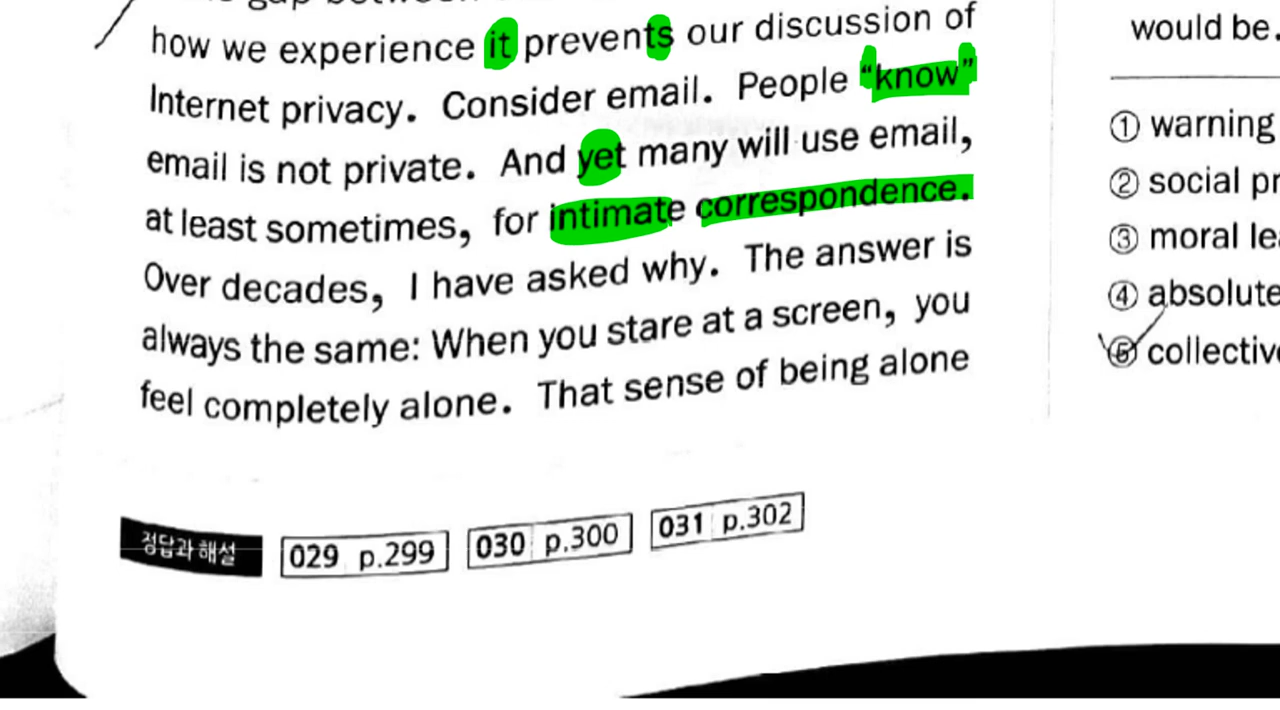 gap between
how we experience it prevents our discussion of
Internet privacy. Consider email. People “know”
email is not private. And yet many will use email,
at least sometimes, for intimate correspondence.
Over decades, I have asked why. The answer is
always the same: When you stare at a screen, you
feel completely alone. That sense of being alone
정답과 해설 029 p.299 030 p.300 031 p.302
would be.
① warning
② social pr
③ moral lea
④ absolute
⑤ collective